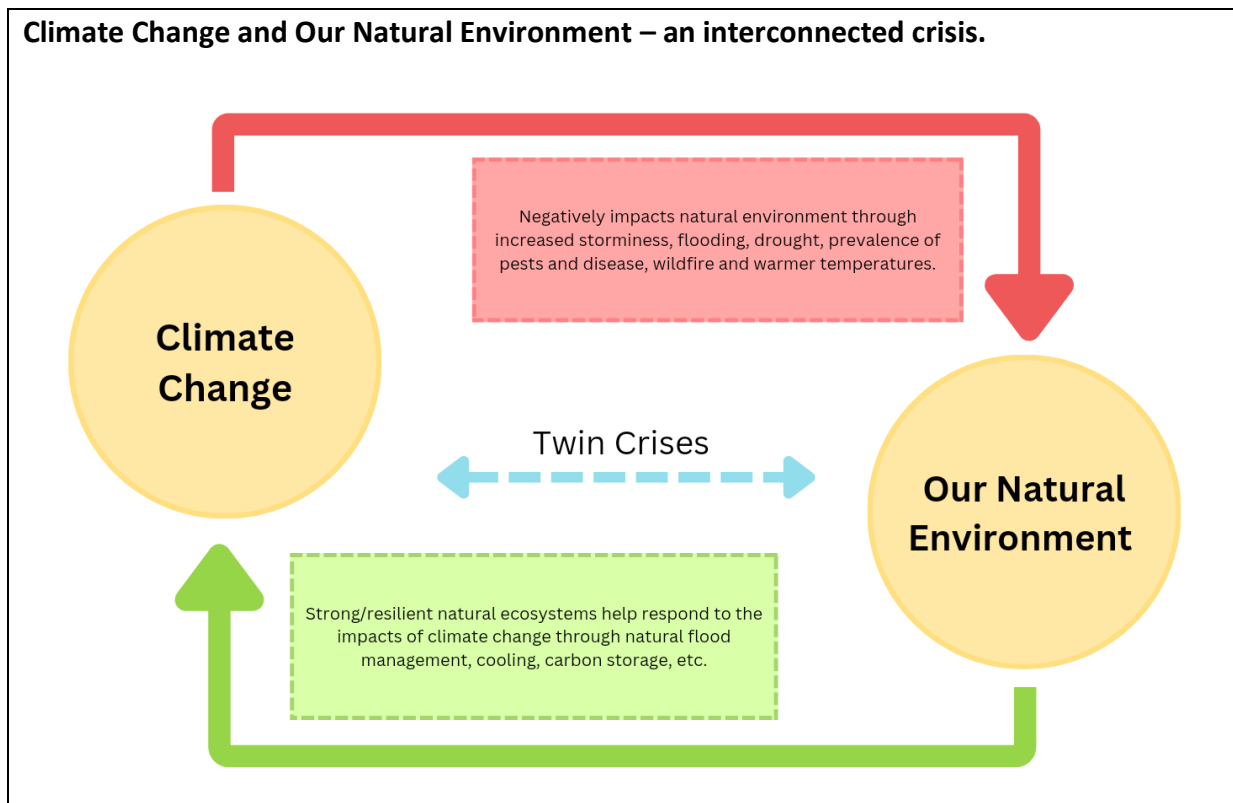 Climate Change and Our Natural Environment – an interconnected crisis.
Negatively impacts natural environment through
increased storminess, flooding, drought, prevalence of
pests and disease, wildfire and warmer temperatures.
Climate
Change
Twin Crises
Our Natural
Environment
Strong/resilient natural ecosystems help respond to the
impacts of climate change through natural flood
management, cooling, carbon storage, etc.